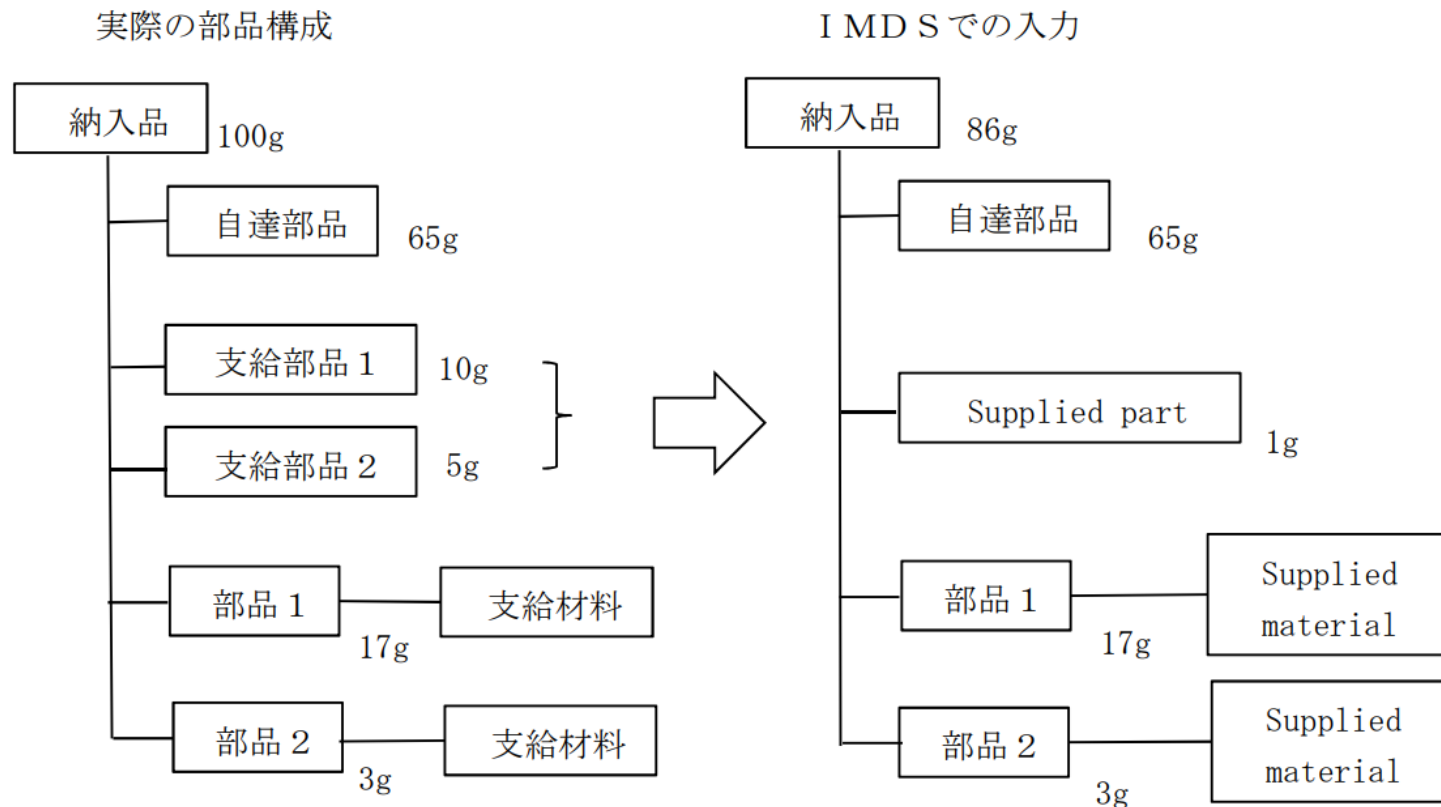 実際の部品構成
ＩＭＤＳでの入力
納入品
100g
自達部品
65g
支給部品１
10g
支給部品２
5g
部品１
17g
支給材料
部品２
3g
支給材料
納入品
86g
自達部品
65g
Supplied part
1g
部品１
17g
Supplied
material
部品２
3g
Supplied
material